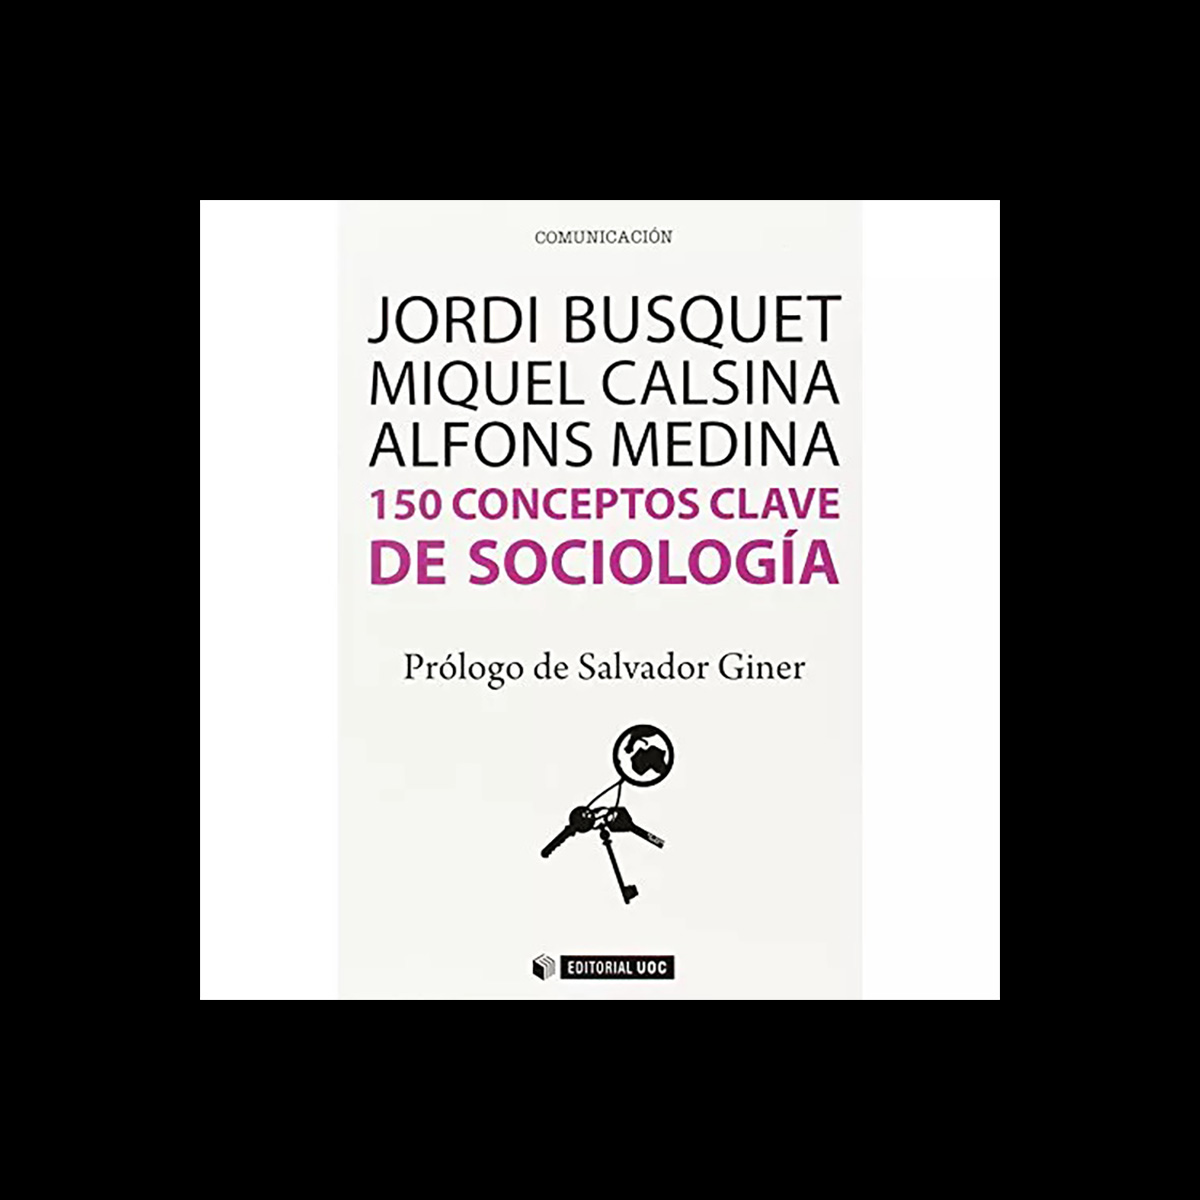 COMUNICACIÓN
JORDI BUSQUET
MIQUEL CALSINA
ALFONS MEDINA
150 CONCEPTOS CLAVE
DE SOCIOLOGÍA
Prólogo de Salvador Giner
EDITORIAL UOC